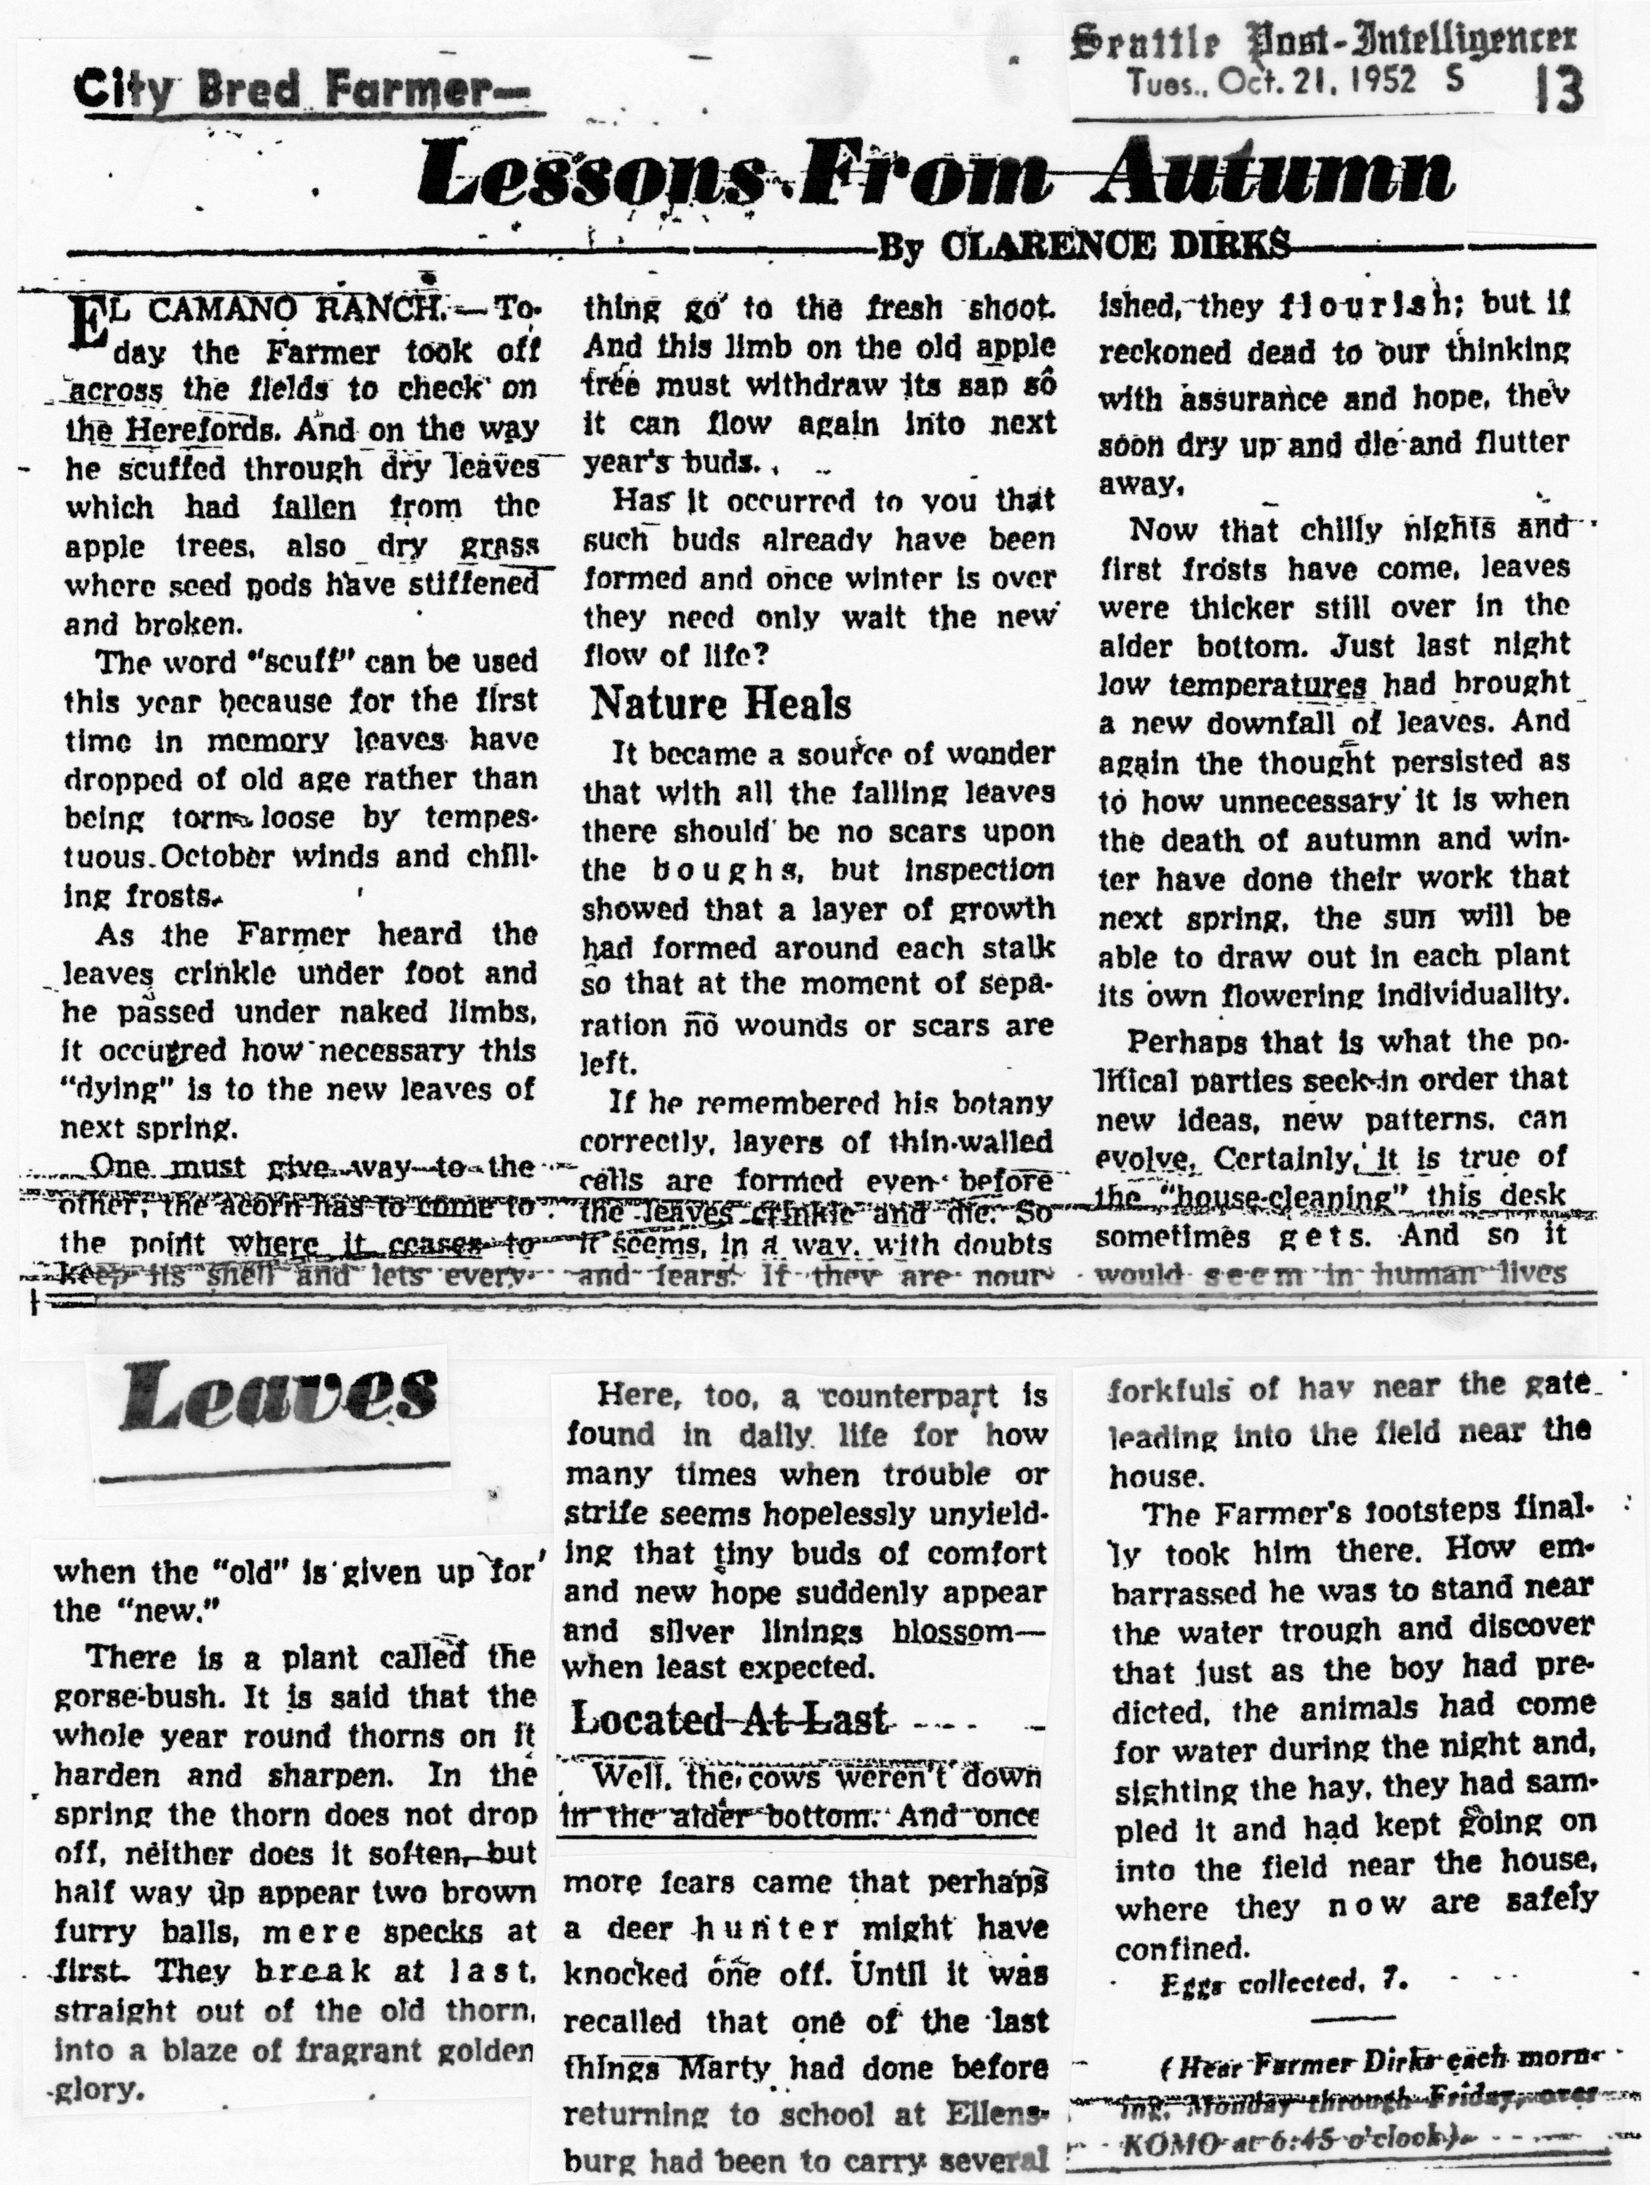 City Bred Farmer—
Seattle Post-Intelligencer
Tues., Oct. 21, 1952 S 13
Lessons From Autumn
By CLARENCE DIRKS
EL CAMANO RANCH.—To-
day the Farmer took off
across the fields to check on
the Herefords. And on the way
he scuffed through dry leaves
which had fallen from the
apple trees, also dry grass
where seed pods have stiffened
and broken.
The word "scuff" can be used
this year because for the first
time in memory leaves have
dropped of old age rather than
being torn loose by tempes-
tuous October winds and chill-
ing frosts.
As the Farmer heard the
leaves crinkle under foot and
he passed under naked limbs,
it occurred how necessary this
"dying" is to the new leaves of
next spring.
One must give way to the
other; the acorn has to come to
the point where it ceases to
keep its shell and lets every-
thing go to the fresh shoot.
And this limb on the old apple
tree must withdraw its sap so
it can flow again into next
year's buds.
Has it occurred to you that
such buds already have been
formed and once winter is over
they need only wait the new
flow of life?
Nature Heals
It became a source of wonder
that with all the falling leaves
there should be no scars upon
the boughs, but inspection
showed that a layer of growth
had formed around each stalk
so that at the moment of sepa-
ration no wounds or scars are
left.
If he remembered his botany
correctly, layers of thin-walled
cells are formed even before
the leaves crinkle and die. So
it seems, in a way, with doubts
and fears. If they are nour-
ished, they flourish; but if
reckoned dead to our thinking
with assurance and hope, they
soon dry up and die and flutter
away.
Now that chilly nights and
first frosts have come, leaves
were thicker still over in the
alder bottom. Just last night
low temperatures had brought
a new downfall of leaves. And
again the thought persisted as
to how unnecessary it is when
the death of autumn and win-
ter have done their work that
next spring, the sun will be
able to draw out in each plant
its own flowering individuality.
Perhaps that is what the po-
litical parties seek in order that
new ideas, new patterns, can
evolve. Certainly, it is true of
the "house-cleaning" this desk
sometimes gets. And so it
would seem in human lives
Leaves
when the "old" is given up for
the "new."
There is a plant called the
gorse-bush. It is said that the
whole year round thorns on it
harden and sharpen. In the
spring the thorn does not drop
off, neither does it soften, but
half way up appear two brown
furry balls, mere specks at
first. They break at last,
straight out of the old thorn,
into a blaze of fragrant golden
glory.
Here, too, a counterpart is
found in daily life for how
many times when trouble or
strife seems hopelessly unyield-
ing that tiny buds of comfort
and new hope suddenly appear
and silver linings blossom—
when least expected.
Located At Last
Well, the cows weren't down
in the alder bottom. And once
more fears came that perhaps
a deer hunter might have
knocked one off. Until it was
recalled that one of the last
things Marty had done before
returning to school at Ellens-
burg had been to carry several
forkfuls of hay near the gate
leading into the field near the
house.
The Farmer's footsteps final-
ly took him there. How em-
barrassed he was to stand near
the water trough and discover
that just as the boy had pre-
dicted, the animals had come
for water during the night and,
sighting the hay, they had sam-
pled it and had kept going on
into the field near the house,
where they now are safely
confined.
Eggs collected, 7.
(Hear Farmer Dirks each morn-
ing, Monday through Friday, over
KOMO at 6:45 o'clock).